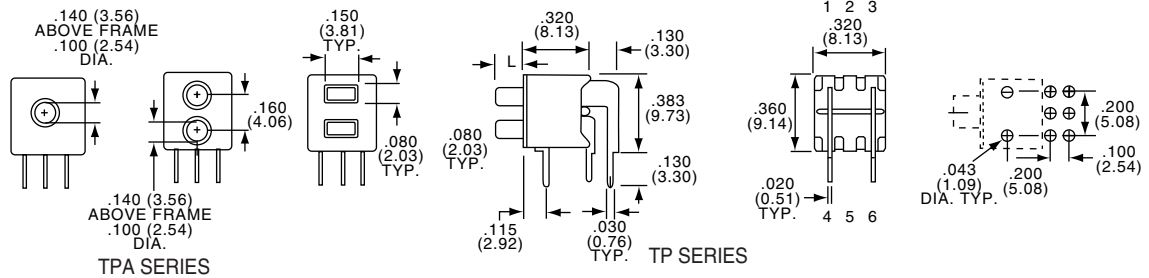 .140 (3.56)
ABOVE FRAME
.100 (2.54)
DIA.
.160
(4.06)
.140 (3.56)
ABOVE FRAME
.100 (2.54)
DIA.
TPA SERIES
.150
(3.81)
TYP.
.080
(2.03)
TYP.
.320
(8.13)
.130
(3.30)
L
.383
(9.73)
.080
(2.03)
TYP.
.130
(3.30)
.115
(2.92)
.030
(0.76)
TYP.
TP SERIES
1 2 3
.320
(8.13)
.360
(9.14)
.020
(0.51)
TYP.
4 5 6
.200
(5.08)
.100
(2.54)
.043
(1.09)
DIA. TYP.
.200
(5.08)